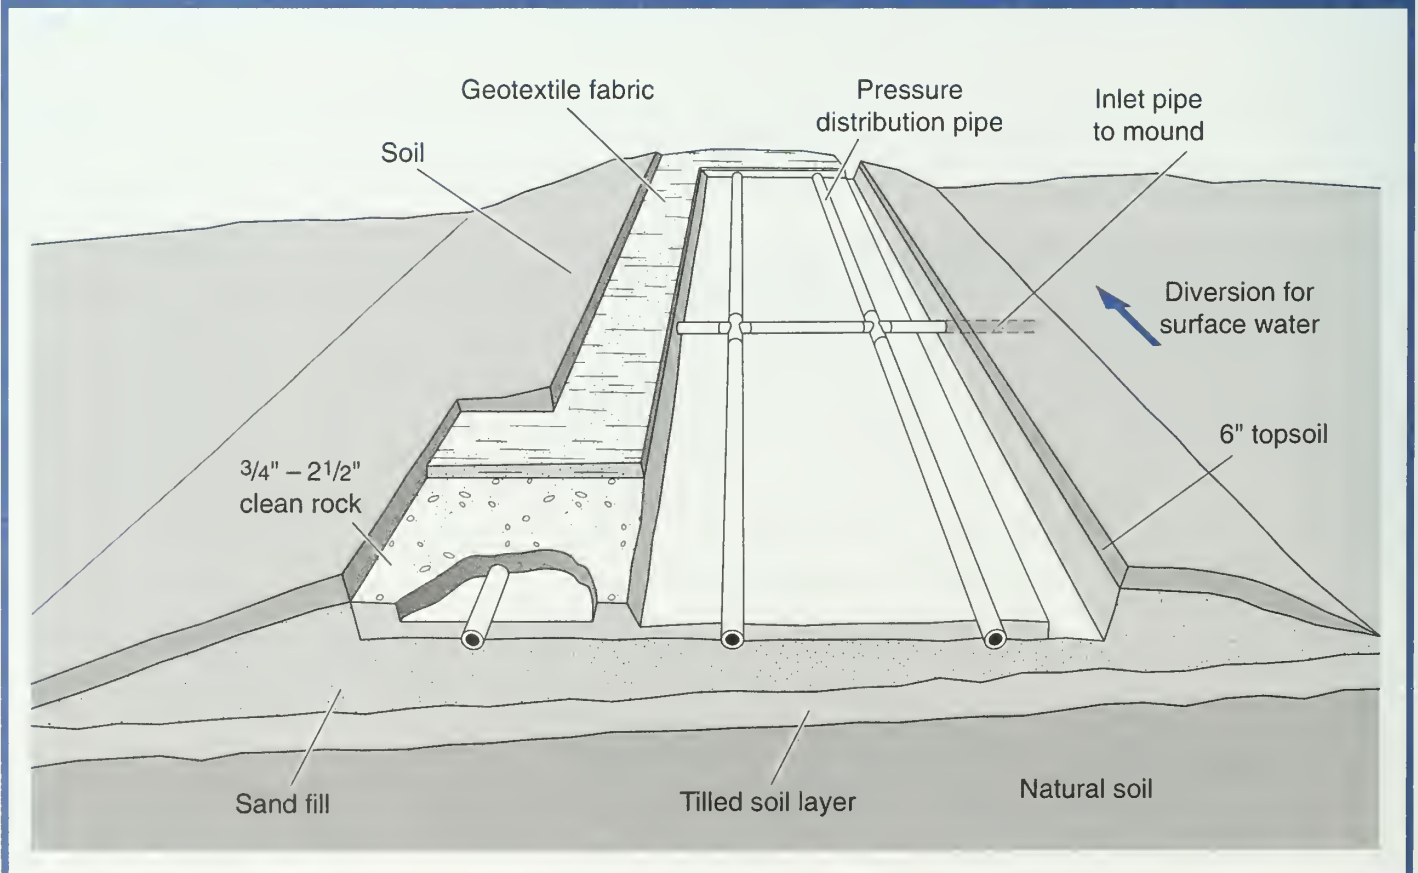 Geotextile fabric
Pressure
distribution pipe
Inlet pipe
to mound
Soil
Diversion for
surface water
6" topsoil
3/4" – 21/2"
clean rock
Sand fill
Tilled soil layer
Natural soil